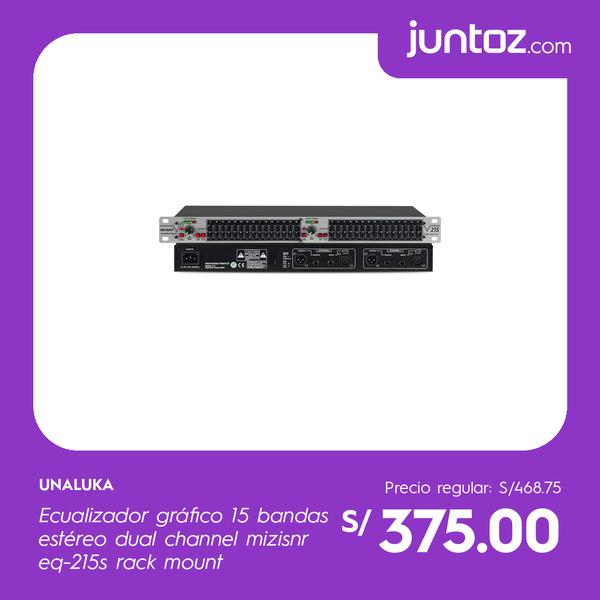 juntoz.com
215
UNALUKA
Ecualizador gráfico 15 bandas
estéreo dual channel mizisnr
eq-215s rack mount
Precio regular: S/468.75
S/ 375.00